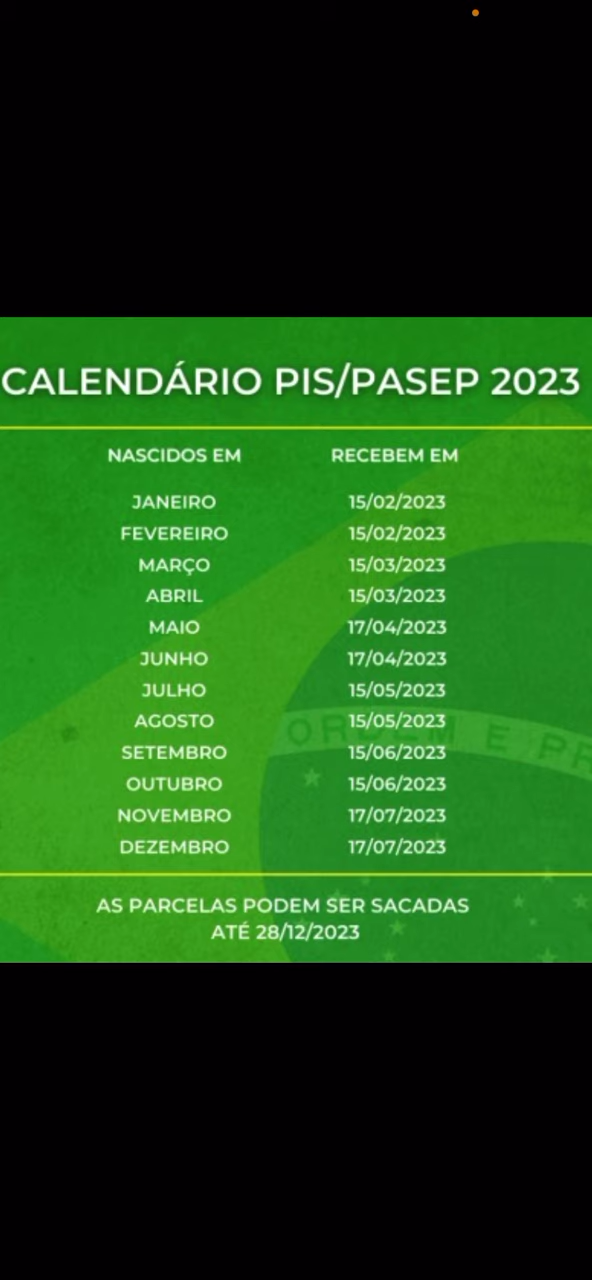 CALENDÁRIO PIS/PASEP 2023
NASCIDOS EM RECEBEM EM
JANEIRO 15/02/2023
FEVEREIRO 15/02/2023
MARÇO 15/03/2023
ABRIL 15/03/2023
MAIO 17/04/2023
JUNHO 17/04/2023
JULHO 15/05/2023
AGOSTO 15/05/2023
ORDEM E PR
SETEMBRO 15/06/2023
OUTUBRO 15/06/2023
NOVEMBRO 17/07/2023
DEZEMBRO 17/07/2023
AS PARCELAS PODEM SER SACADAS
ATÉ 28/12/2023